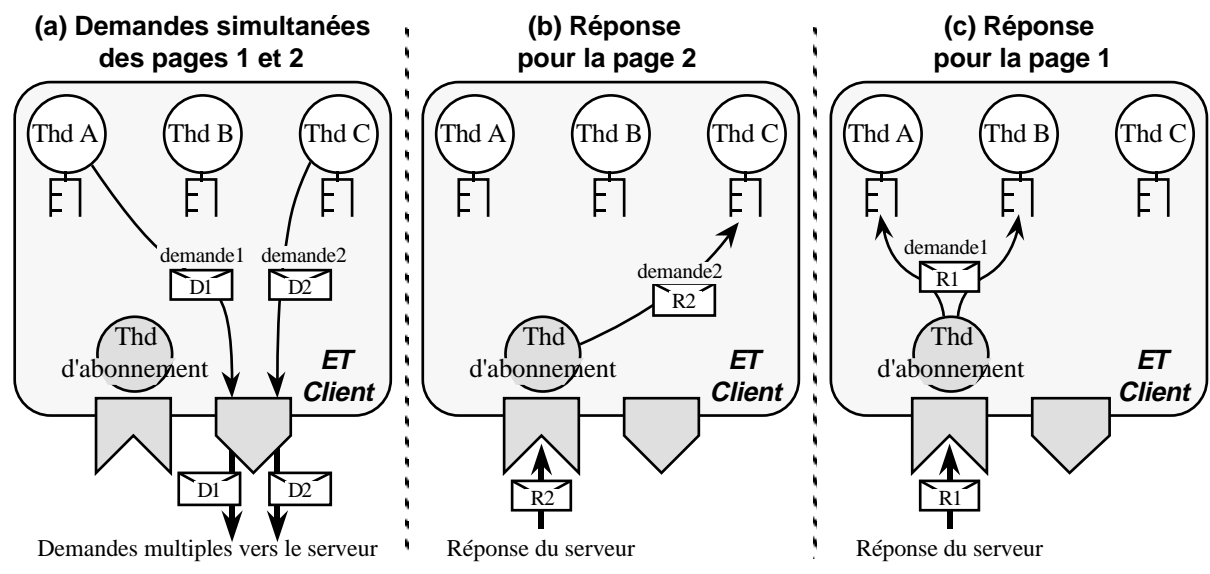 (a) Demandes simultanées
des pages 1 et 2
Thd A
Thd B
Thd C
demande1
demande2
D1
D2
Thd
d'abonnement
ET
Client
D1
D2
Demandes multiples vers le serveur
(b) Réponse
pour la page 2
Thd A
Thd B
Thd C
demande2
R2
Thd
d'abonnement
ET
Client
R2
Réponse du serveur
(c) Réponse
pour la page 1
Thd A
Thd B
Thd C
demande1
R1
Thd
d'abonnement
ET
Client
R1
Réponse du serveur